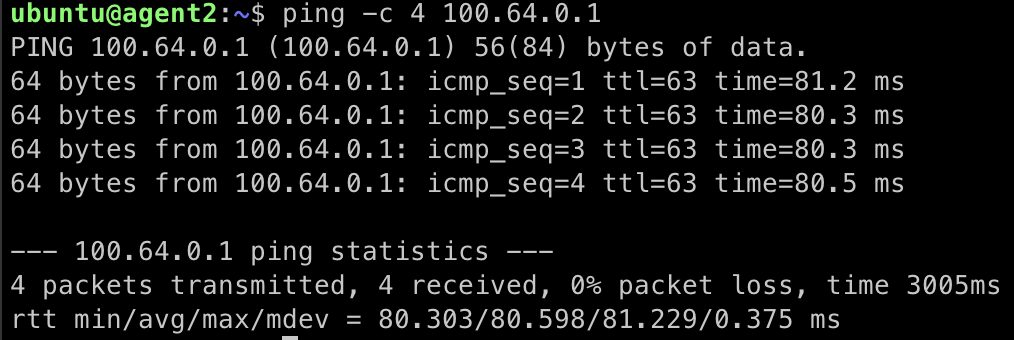 ubuntu@agent2:~$ ping -c 4 100.64.0.1
PING 100.64.0.1 (100.64.0.1) 56(84) bytes of data.
64 bytes from 100.64.0.1: icmp_seq=1 ttl=63 time=81.2 ms
64 bytes from 100.64.0.1: icmp_seq=2 ttl=63 time=80.3 ms
64 bytes from 100.64.0.1: icmp_seq=3 ttl=63 time=80.3 ms
64 bytes from 100.64.0.1: icmp_seq=4 ttl=63 time=80.5 ms

--- 100.64.0.1 ping statistics ---
4 packets transmitted, 4 received, 0% packet loss, time 3005ms
rtt min/avg/max/mdev = 80.303/80.598/81.229/0.375 ms